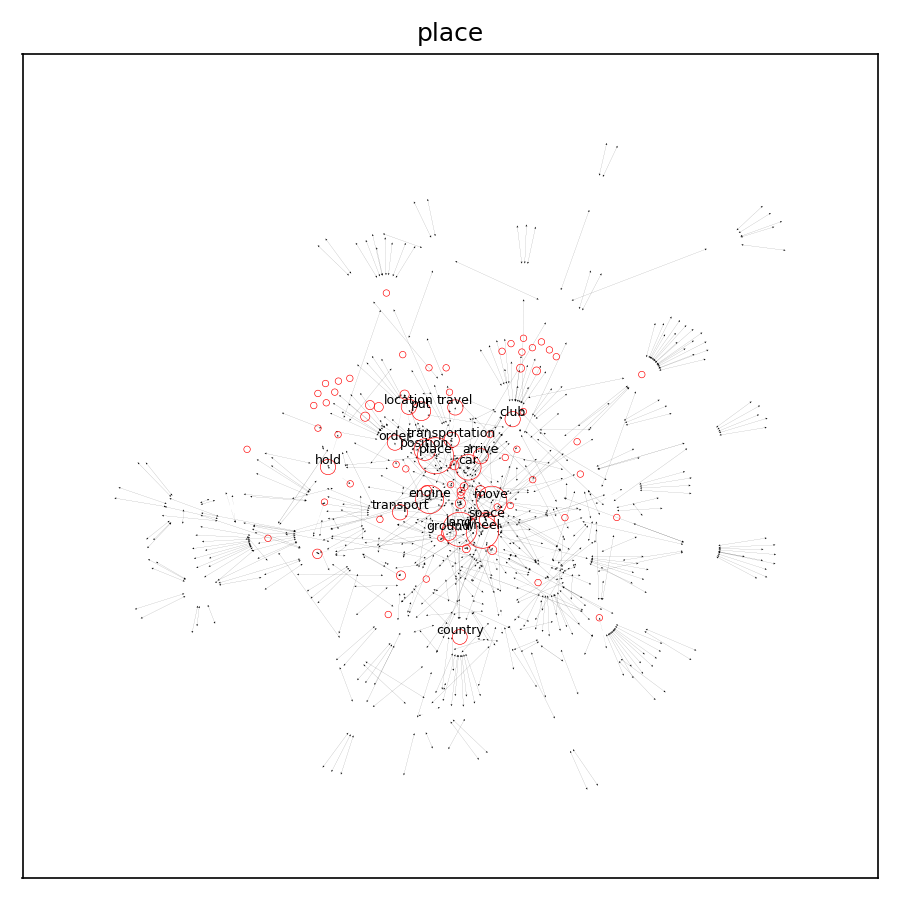 place
location
travel
put
club
transportation
order
position
place
arrive
hold
car
engine
move
transport
space
land
wheel
ground
country